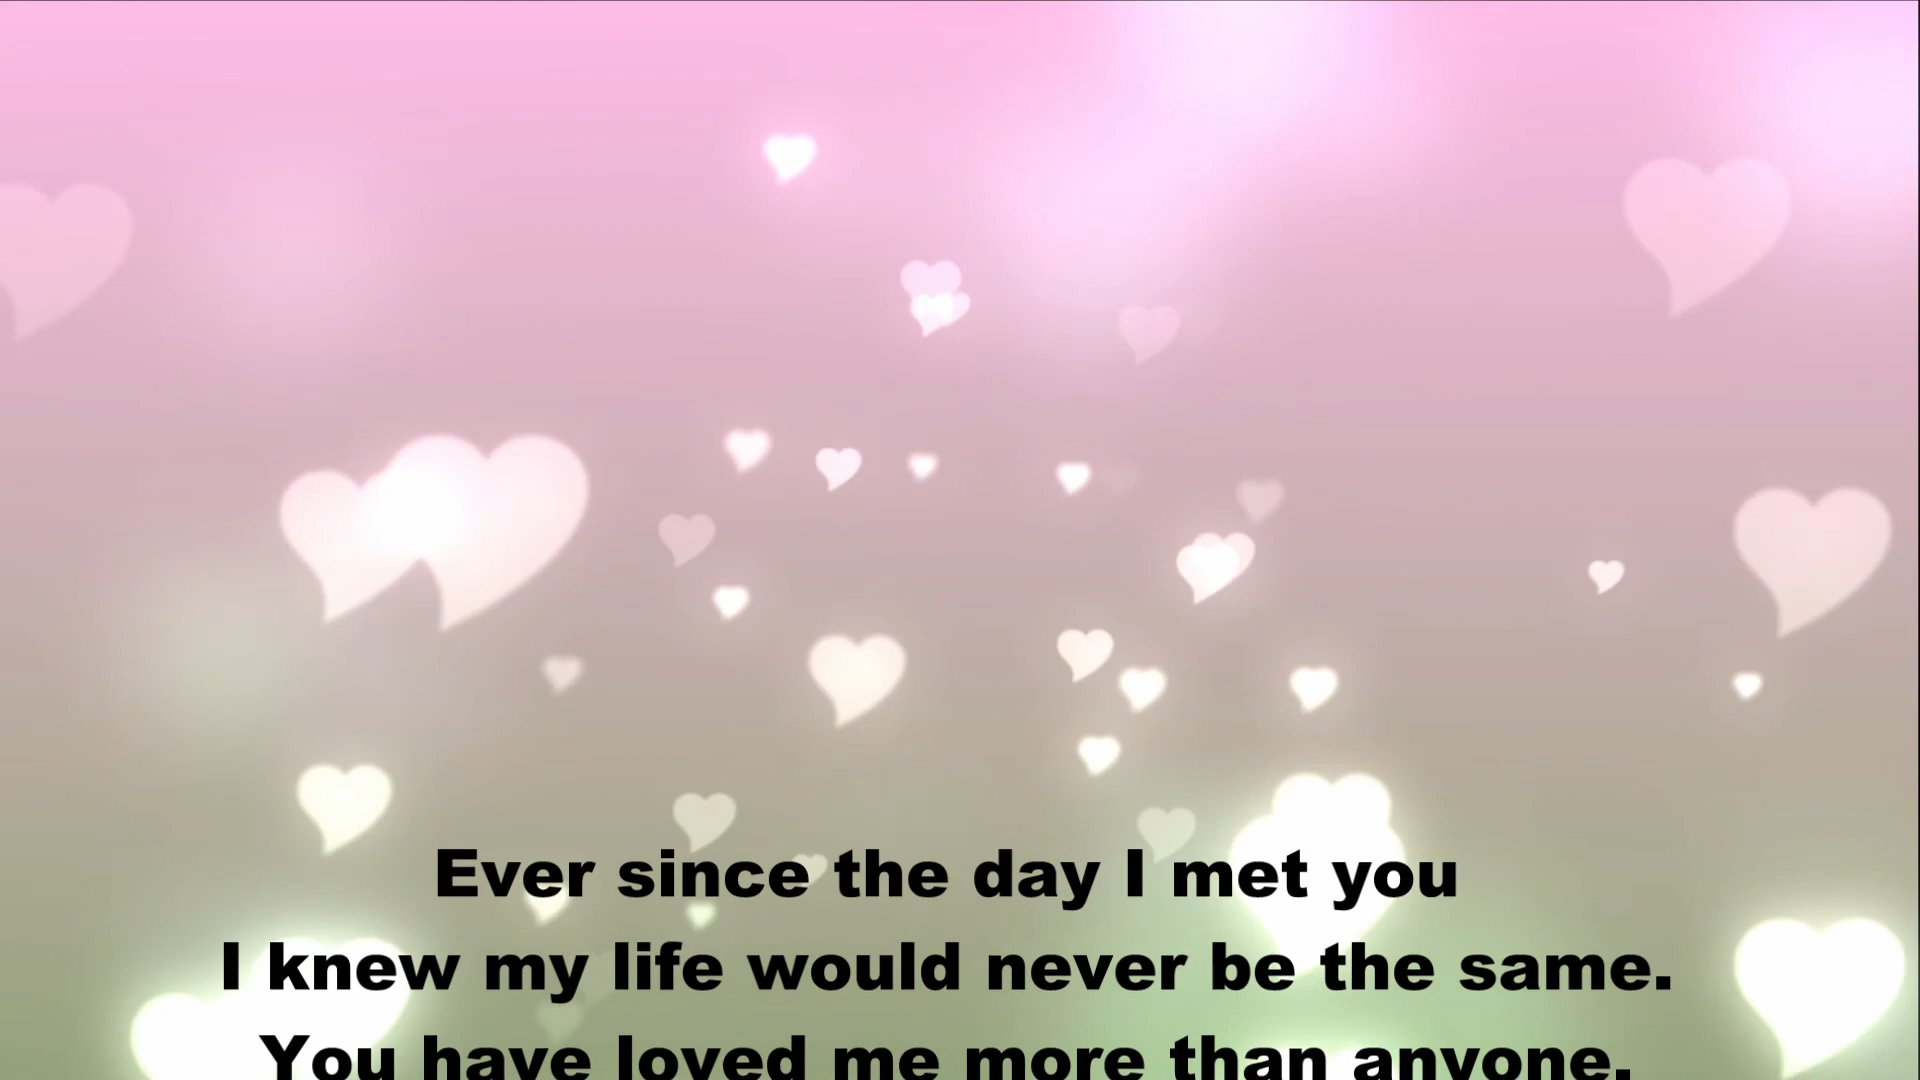 Ever since the day I met you
I knew my life would never be the same.
You have loved me more than anyone.